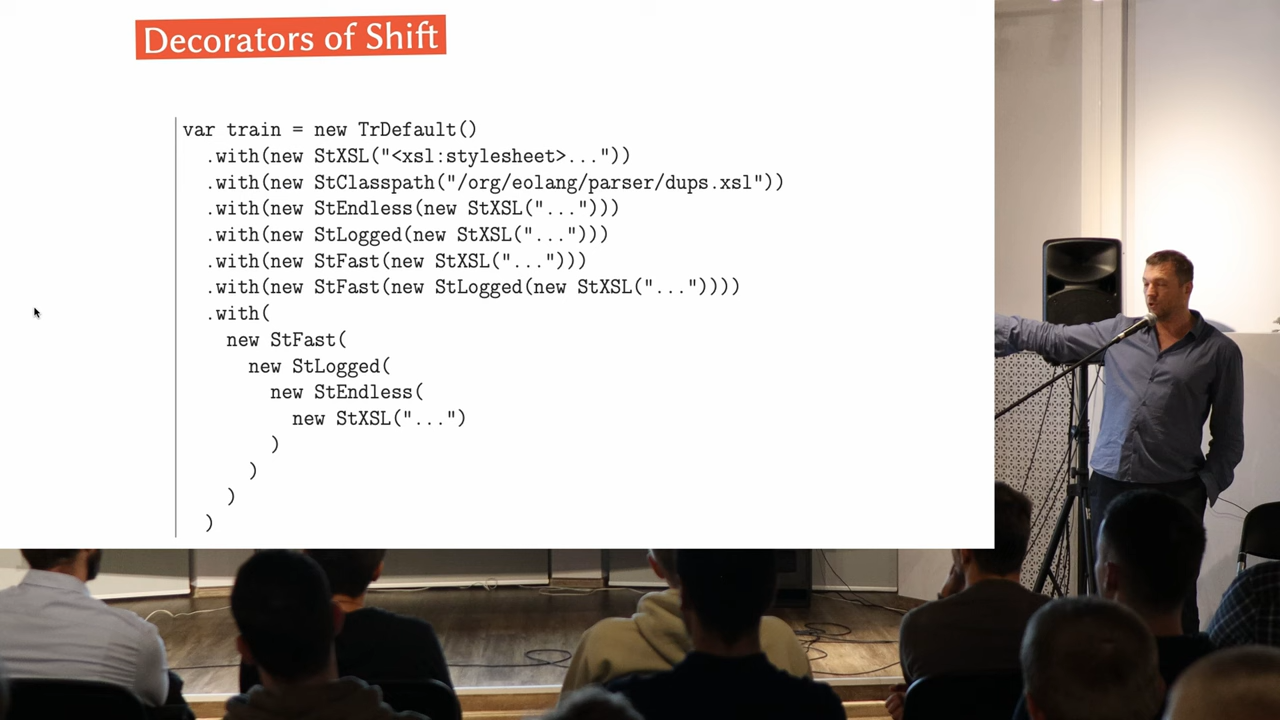 Decorators of Shift
var train = new TrDefault()
.with(new StXSL("<xsl:stylesheet>..."))
.with(new StClasspath("/org/eolang/parser/dups.xsl"))
.with(new StEndless(new StXSL("...")))
.with(new StLogged(new StXSL("...")))
.with(new StFast(new StXSL("...")))
.with(new StFast(new StLogged(new StXSL("..."))))
.with(
new StFast(
new StLogged(
new StEndless(
new StXSL("...")
)
)
)
)